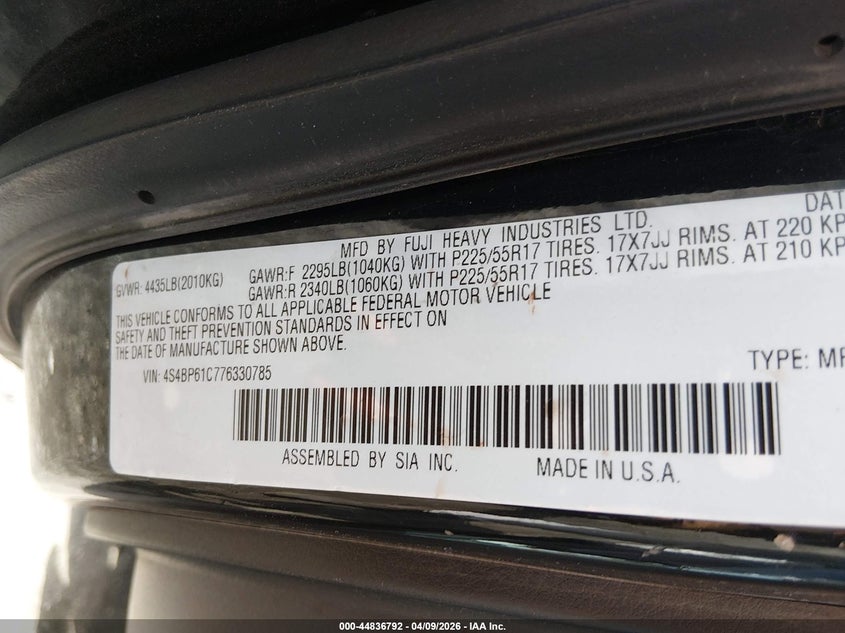 MFD BY FUJI HEAVY INDUSTRIES LTD. DAT
GVWR: 4435LB(2010KG) GAWR:F 2295LB(1040KG) WITH P225/55R17 TIRES. 17X7JJ RIMS. AT 220 KP
GAWR:R 2340LB(1060KG) WITH P225/55R17 TIRES. 17X7JJ RIMS. AT 210 KP
THIS VEHICLE CONFORMS TO ALL APPLICABLE FEDERAL MOTOR VEHICLE
SAFETY AND THEFT PREVENTION STANDARDS IN EFFECT ON
THE DATE OF MANUFACTURE SHOWN ABOVE.
VIN: 4S4BP61C776330785 TYPE: MP
ASSEMBLED BY SIA INC. MADE IN U.S.A.
000-44836792 - 04/09/2026 - IAA Inc.